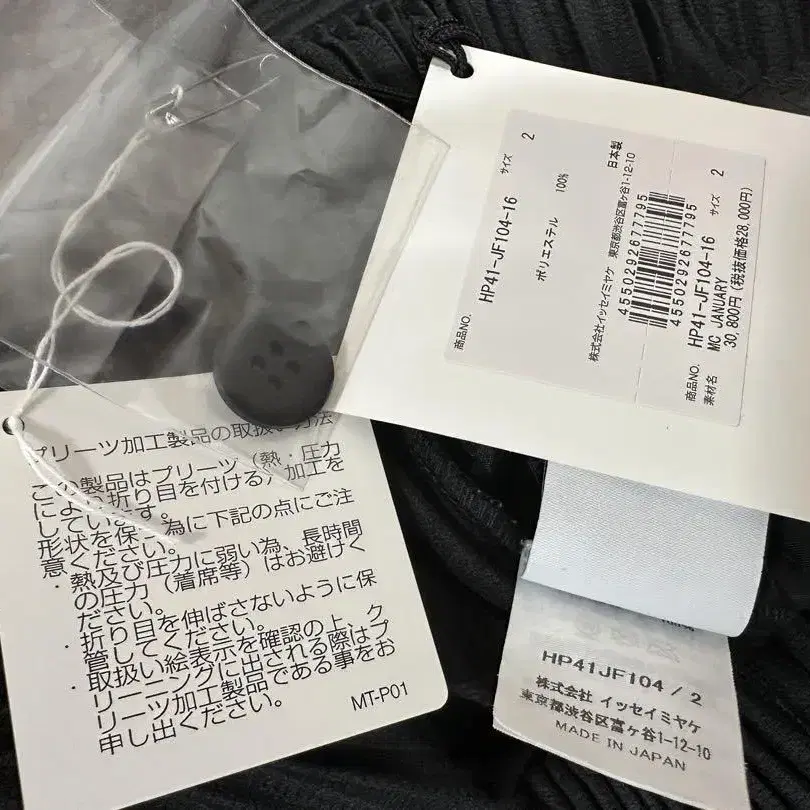 商品NO.
HP41-JF104-16
サイズ
2
ポリエステル
100%
日本製
株式会社イッセイミヤケ 東京都渋谷区富ヶ谷1-12-10
4550292677795
4550292677795
商品NO. HP41-JF104-16 サイズ 2
素材名 MC JANUARY
30,800円(税抜価格28,000円)
プリーツ加工製品の取扱い方法
この製品はプリーツ(熱・圧力
により折り目を付ける)加工を
しています。
形状を保つ為に下記の点にご注
意ください。
・熱及び圧力に弱い為、長時間
の圧力(着席等)はお避けく
ださい。
・折り目を伸ばさないように保
管してください。
・取扱い絵表示を確認の上、ク
リーニングに出される際はプ
リーツ加工製品である事をお
申し出ください。
MT-P01
HP41JF104 / 2
株式会社 イッセイミヤケ
東京都渋谷区富ヶ谷1-12-10
MADE IN JAPAN